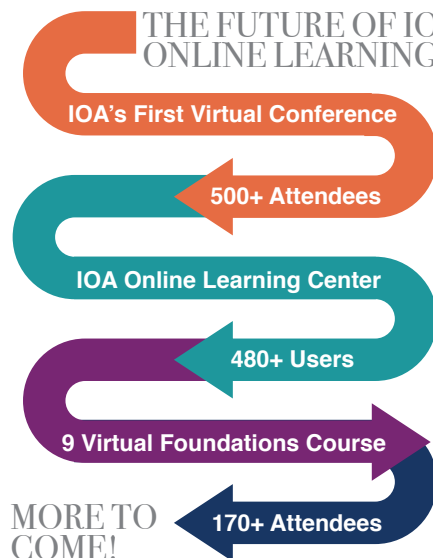 THE FUTURE OF IO
ONLINE LEARNING
IOA's First Virtual Conference
500+ Attendees
IOA Online Learning Center
480+ Users
9 Virtual Foundations Course
170+ Attendees
MORE TO
COME!